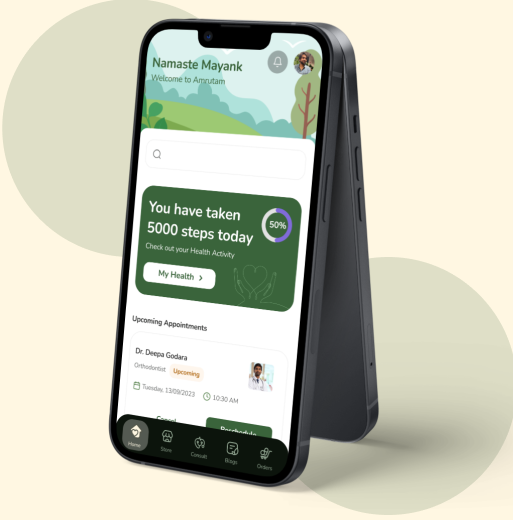 Namaste Mayank
Welcome to Amrutam
You have taken
5000 steps today
50%
Check out your Health Activity
My Health >
Upcoming Appointments
Dr. Deepa Godara
Orthodontist Upcoming
Tuesday, 13/09/2023 10:30 AM
Cancel Reschedule
Home Store Consult Blogs Orders